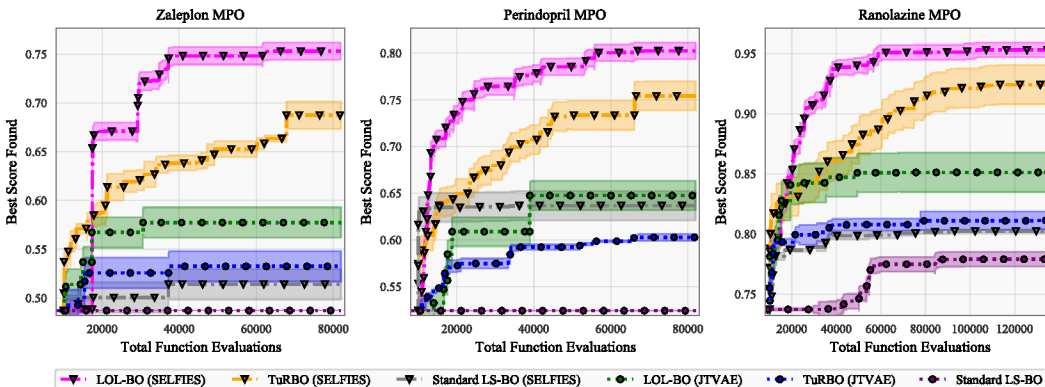 Zaleplon MPO
Perindopril MPO
Ranolazine MPO
Best Score Found
0.75
0.70
0.65
0.60
0.55
0.50
20000 40000 60000 80000
Total Function Evaluations
Best Score Found
0.80
0.75
0.70
0.65
0.60
0.55
20000 40000 60000 80000
Total Function Evaluations
Best Score Found
0.95
0.90
0.85
0.80
0.75
20000 40000 60000 80000 100000 120000
Total Function Evaluations
LOL-BO (SELFIES) TuRBO (SELFIES) Standard LS-BO (SELFIES) LOL-BO (JTVAE) TuRBO (JTVAE) Standard LS-BO